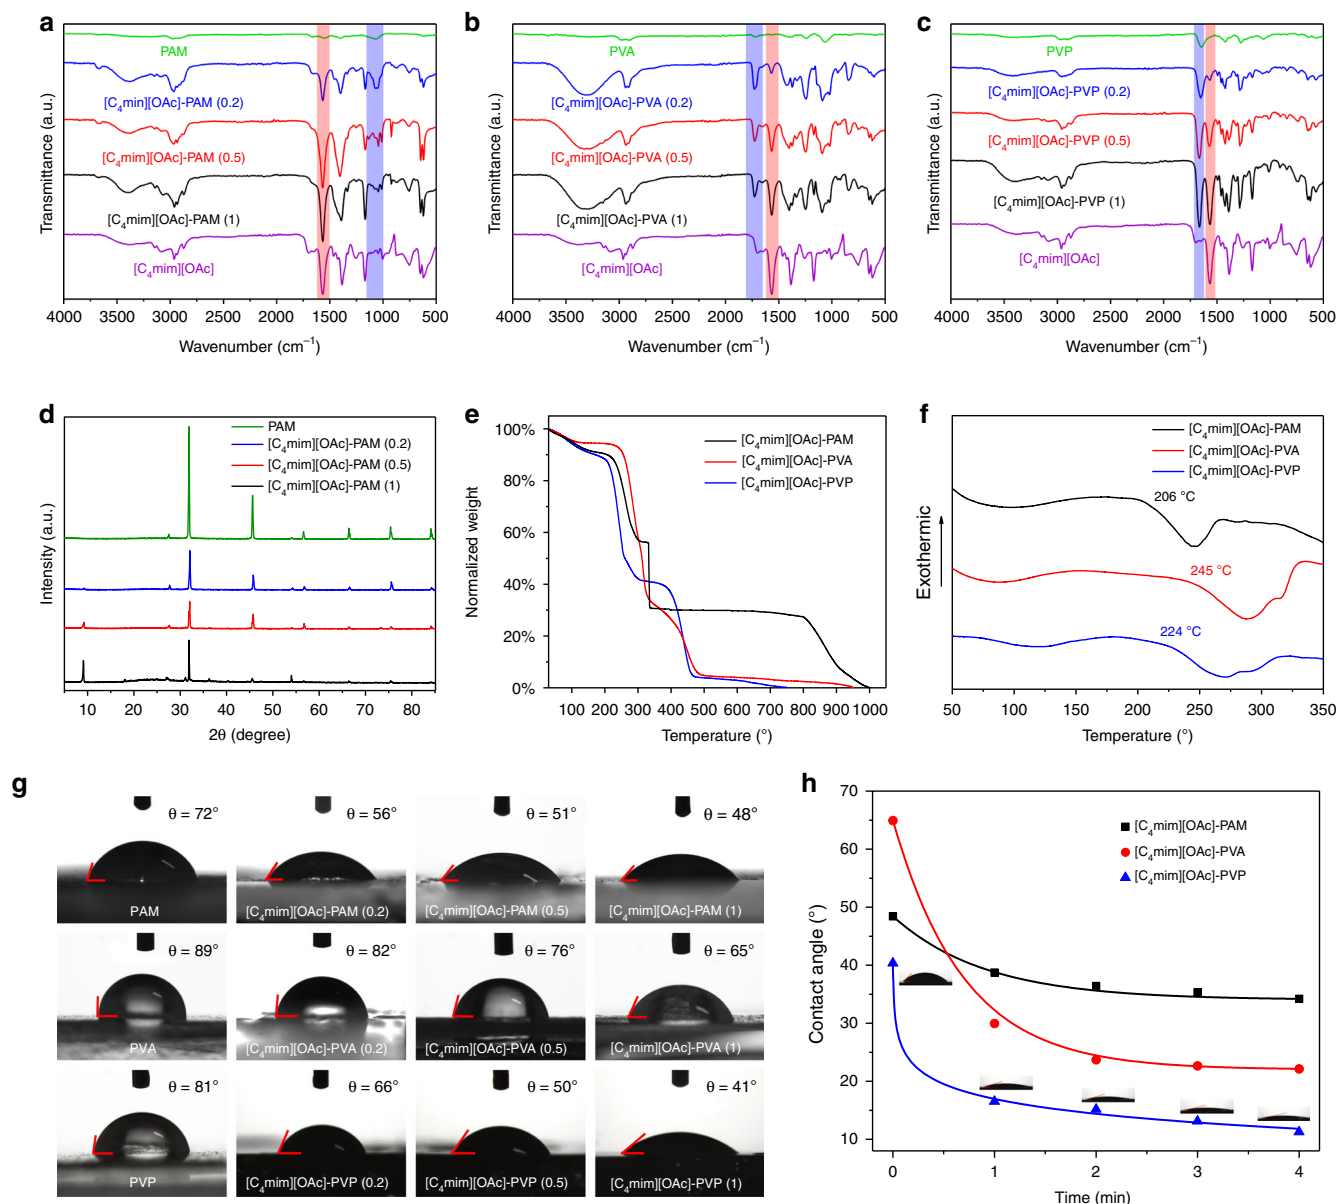 a
PAM
[C4min][OAc]-PAM (0.2)
[C4mim][OAc]-PAM (0.5)
[C4mim][OAc]-PAM (1)
[C4mim][OAc]
Transmittance (a.u.)
4000 3000 2500 2000 1500 1000 500
Wavenumber (cm−1)
b
PVA
[C4mim][OAc]-PVA (0.2)
[C4mim][OAc]-PVA (0.5)
[C4mim][OAc]-PVA (1)
[C4mim][OAc]
Transmittance (a.u.)
4000 3000 2500 2000 1500 1000 500
Wavenumber (cm−1)
c
PVP
[C4mim][OAc]-PVP (0.2)
[C4mim][OAc]-PVP (0.5)
[C4mim][OAc]-PVP (1)
[C4mim][OAc]
Transmittance (a.u.)
4000 3000 2500 2000 1500 1000 500
Wavenumber (cm−1)
d
PAM
[C4mim][OAc]-PAM (0.2)
[C4mim][OAc]-PAM (0.5)
[C4mim][OAc]-PAM (1)
Intensity (a.u.)
10 20 30 40 50 60 70 80
2θ (degree)
e
100%
80%
60%
40%
20%
0%
[C4mim][OAc]-PAM
[C4mim][OAc]-PVA
[C4mim][OAc]-PVP
Normalized weight
100 200 300 400 500 600 700 800 900 1000
Temperature (°)
f
[C4mim][OAc]-PAM
[C4mim][OAc]-PVA
[C4mim][OAc]-PVP
206 °C
245 °C
224 °C
Exothermic
50 100 150 200 250 300 350
Temperature (°)
g
θ = 72°
PAM
θ = 56°
[C4mim][OAc]-PAM (0.2)
θ = 51°
[C4mim][OAc]-PAM (0.5)
θ = 48°
[C4mim][OAc]-PAM (1)
θ = 89°
PVA
θ = 82°
[C4mim][OAc]-PVA (0.2)
θ = 76°
[C4mim][OAc]-PVA (0.5)
θ = 65°
[C4mim][OAc]-PVA (1)
θ = 81°
PVP
θ = 66°
[C4mim][OAc]-PVP (0.2)
θ = 50°
[C4mim][OAc]-PVP (0.5)
θ = 41°
[C4mim][OAc]-PVP (1)
h
70
60
50
40
30
20
10
[C4mim][OAc]-PAM
[C4mim][OAc]-PVA
[C4mim][OAc]-PVP
Contact angle (°)
0 1 2 3 4
Time (min)